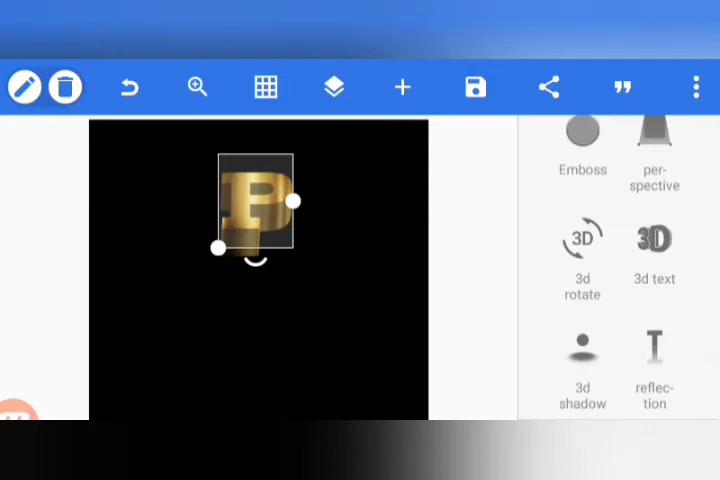 P
Emboss
per-
spective
3D
3D
3d
rotate
3d text
T
3d
shadow
reflec-
tion